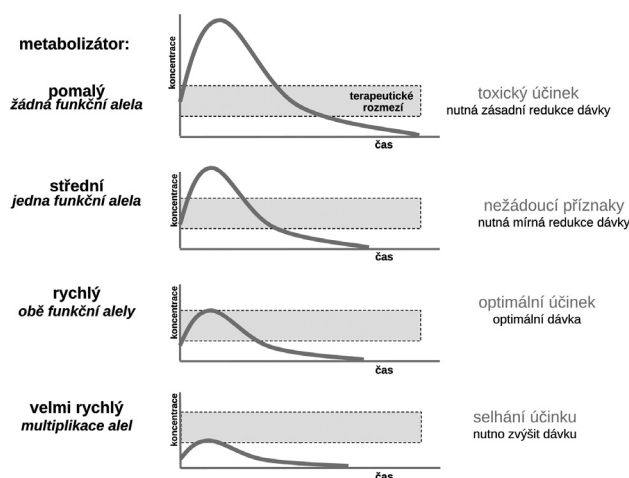 metabolizátor:
koncentrace
pomalý
žádná funkční alela
terapeutické
rozmezí
čas
toxický účinek
nutná zásadní redukce dávky
střední
jedna funkční alela
koncentrace
čas
nežádoucí příznaky
nutná mírná redukce dávky
rychlý
obě funkční alely
koncentrace
čas
optimální účinek
optimální dávka
velmi rychlý
multiplikace alel
koncentrace
čas
selhání účinku
nutno zvýšit dávku